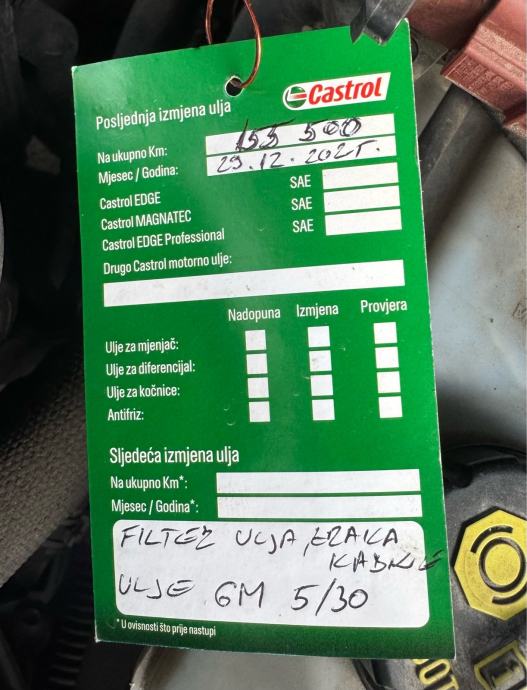 Castrol
Posljednja izmjena ulja
Na ukupno Km: 155 500
Mjesec / Godina: 29.12.2025.
Castrol EDGE SAE
Castrol MAGNATEC SAE
Castrol EDGE Professional SAE
Drugo Castrol motorno ulje:
Nadopuna Izmjena Provjera
Ulje za mjenjač:
Ulje za diferencijal:
Ulje za kočnice:
Antifriz:
Sljedeća izmjena ulja
Na ukupno Km*:
Mjesec / Godina*:
FILTER ULJA, ZRAKA
KABINE
ULJE GM 5/30
* U ovisnosti što prije nastupi